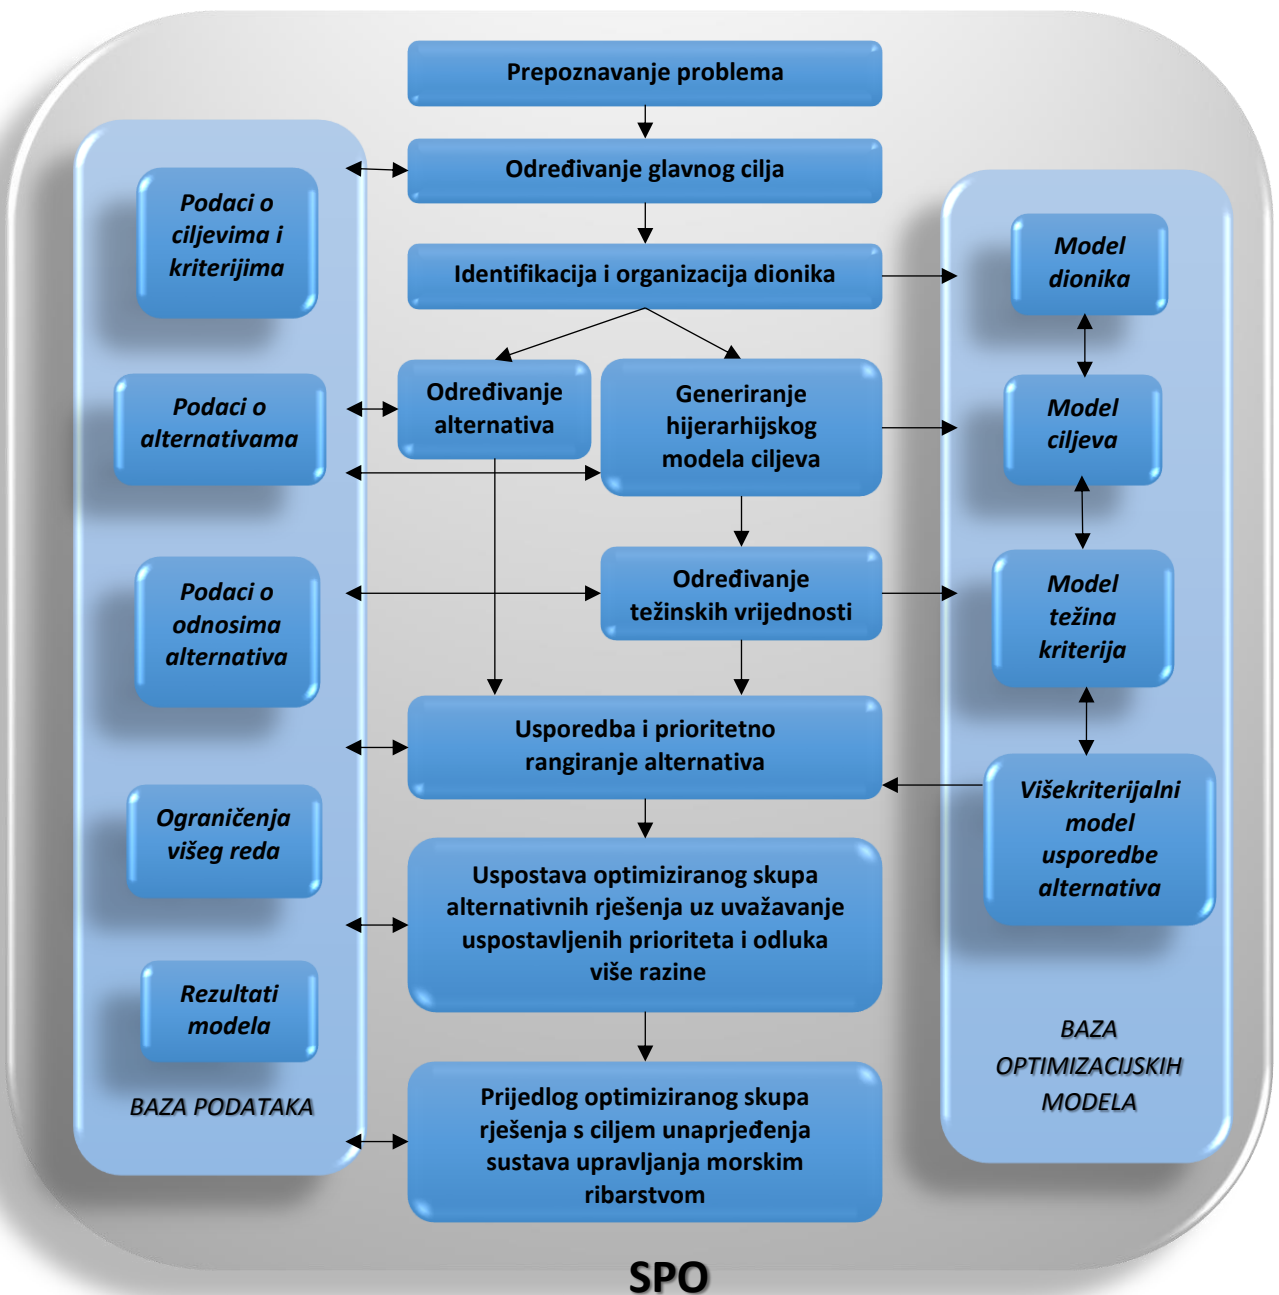 Prepoznavanje problema
Određivanje glavnog cilja
Identifikacija i organizacija dionika
Određivanje
alternativa
Generiranje
hijerarhijskog
modela ciljeva
Određivanje
težinskih vrijednosti
Usporedba i prioritetno
rangiranje alternativa
Uspostava optimiziranog skupa
alternativnih rješenja uz uvažavanje
uspostavljenih prioriteta i odluka
više razine
Prijedlog optimiziranog skupa
rješenja s ciljem unaprjeđenja
sustava upravljanja morskim
ribarstvom
Podaci o
ciljevima i
kriterijima
Podaci o
alternativama
Podaci o
odnosima
alternativa
Ograničenja
višeg reda
Rezultati
modela
BAZA PODATAKA
Model
dionika
Model
ciljeva
Model
težina
kriterija
Višekriterijalni
model
usporedbe
alternativa
BAZA
OPTIMIZACIJSKIH
MODELA
SPO